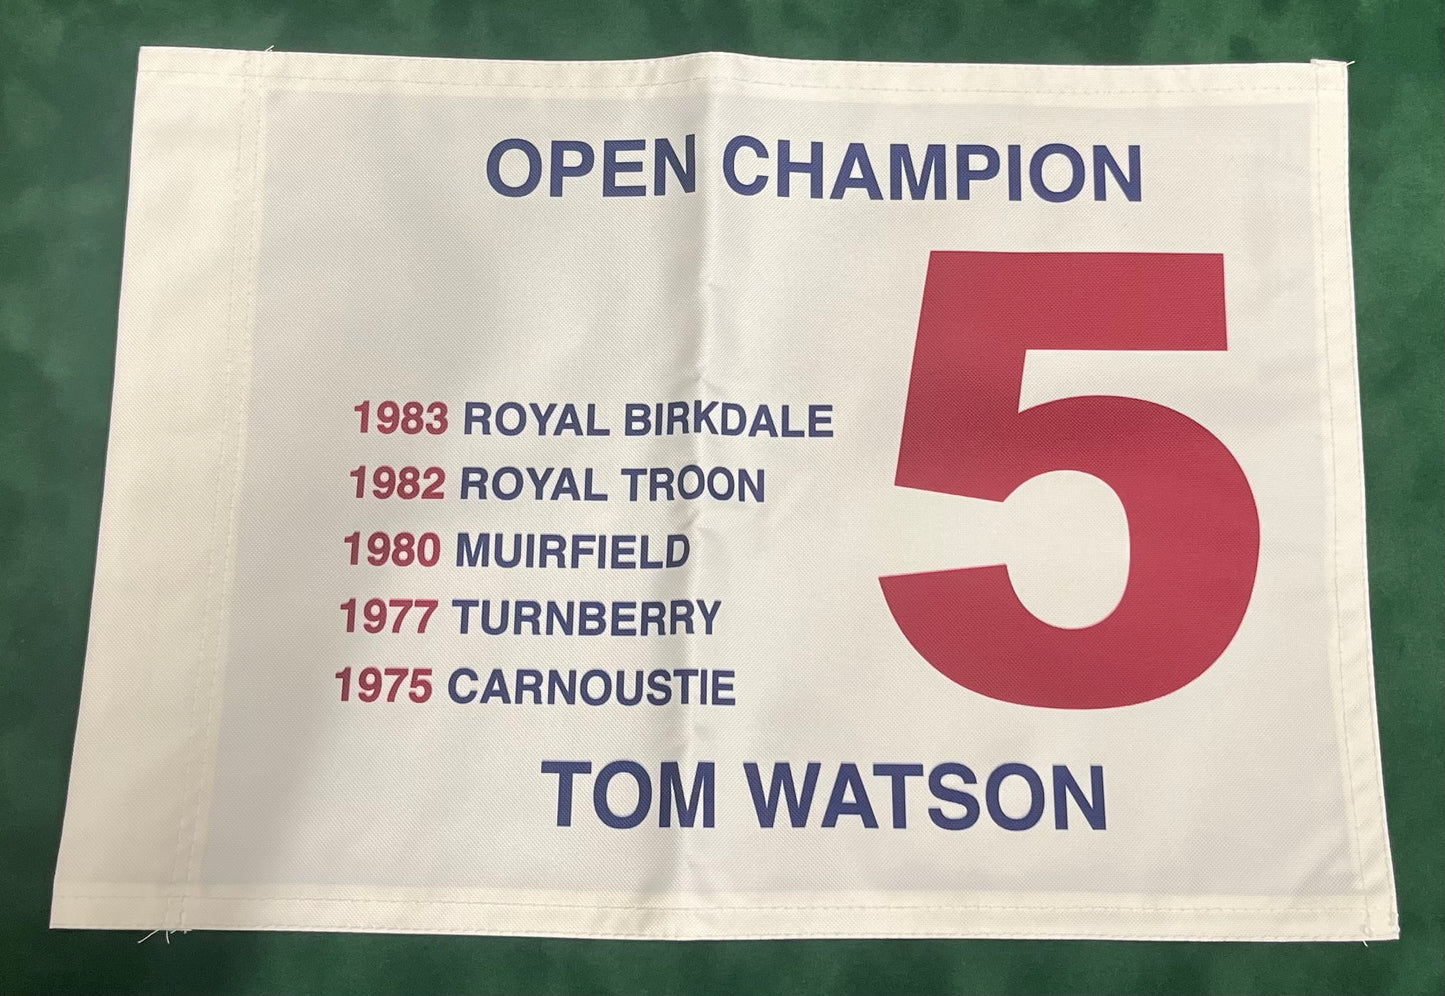 OPEN CHAMPION
5
1983 ROYAL BIRKDALE
1982 ROYAL TROON
1980 MUIRFIELD
1977 TURNBERRY
1975 CARNOUSTIE
TOM WATSON